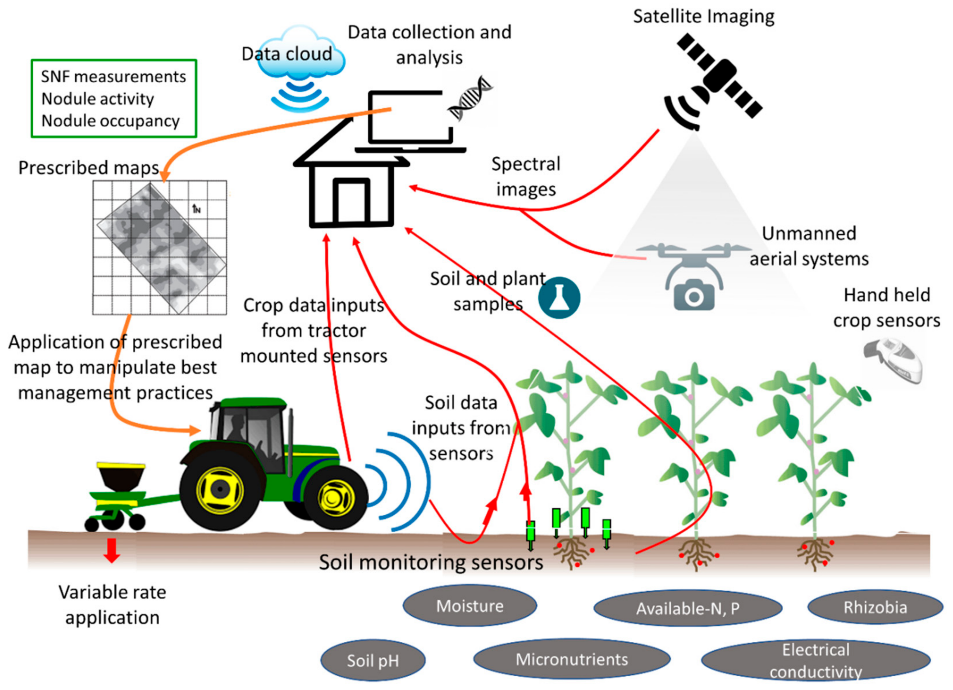 Satellite Imaging
Data cloud
Data collection and
analysis
SNF measurements
Nodule activity
Nodule occupancy
Prescribed maps
N
Spectral
images
Unmanned
aerial systems
Soil and plant
samples
Hand held
crop sensors
Crop data inputs
from tractor
mounted sensors
Application of prescribed
map to manipulate best
management practices
Soil data
inputs from
sensors
Soil monitoring sensors
Variable rate
application
Moisture
Available-N, P
Rhizobia
Soil pH
Micronutrients
Electrical
conductivity